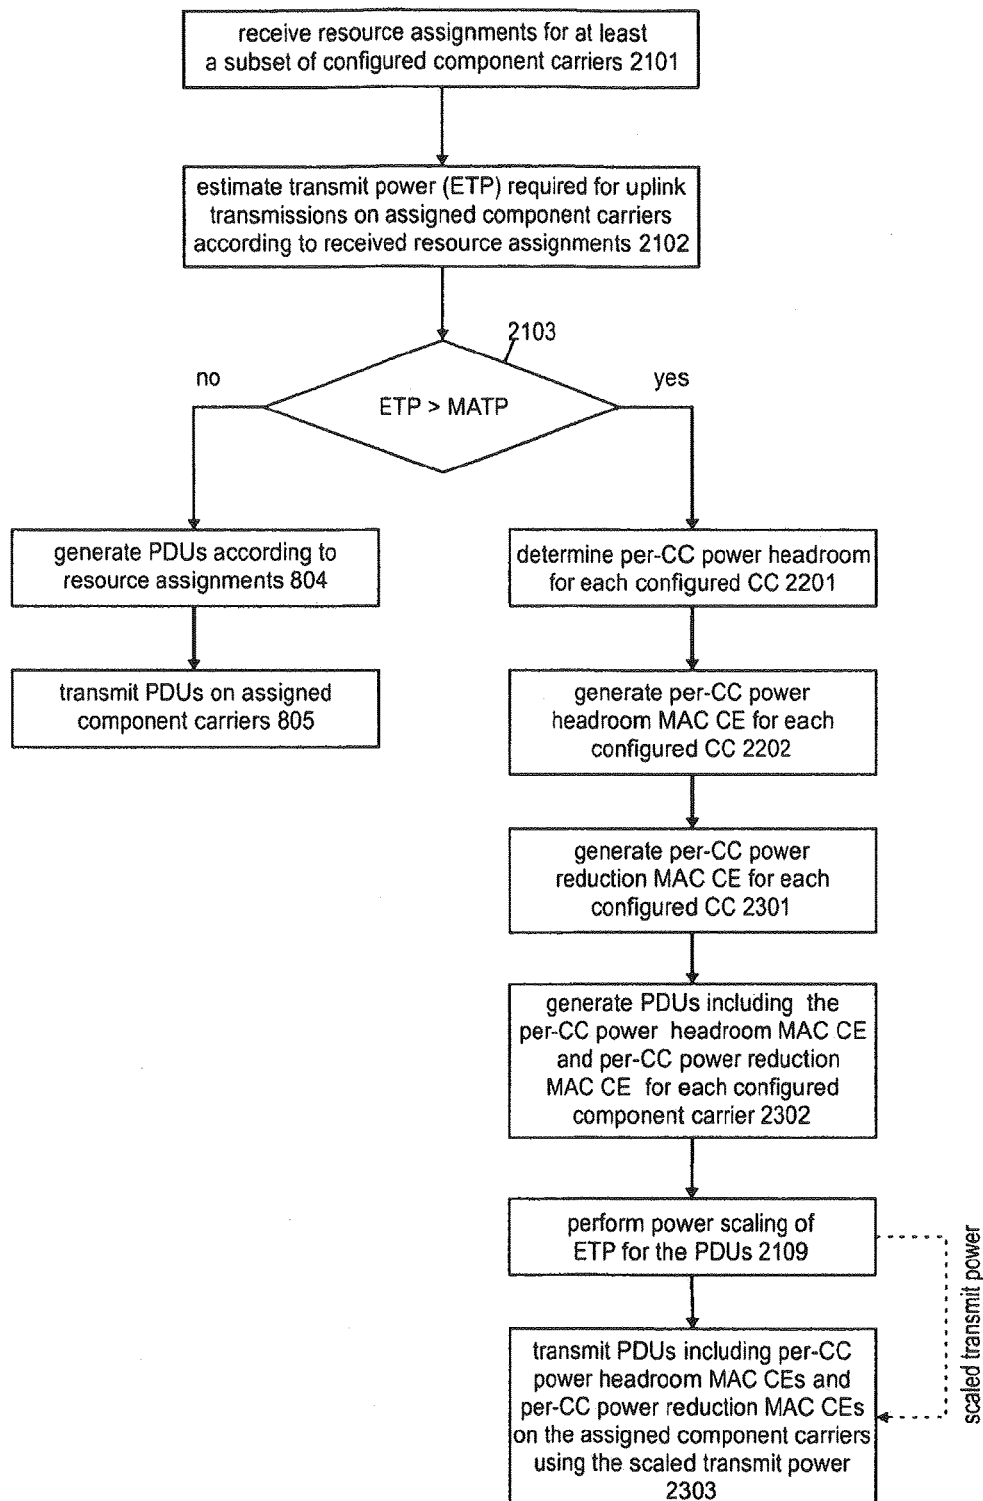 receive resource assignments for at least
a subset of configured component carriers 2101
estimate transmit power (ETP) required for uplink
transmissions on assigned component carriers
according to received resource assignments 2102
2103
no
yes
ETP > MATP
generate PDUs according to
resource assignments 804
transmit PDUs on assigned
component carriers 805
determine per-CC power headroom
for each configured CC 2201
generate per-CC power
headroom MAC CE for each
configured CC 2202
generate per-CC power
reduction MAC CE for each
configured CC 2301
generate PDUs including the
per-CC power headroom MAC CE
and per-CC power reduction
MAC CE for each configured
component carrier 2302
perform power scaling of
ETP for the PDUs 2109
scaled transmit power
transmit PDUs including per-CC
power headroom MAC CEs and
per-CC power reduction MAC CEs
on the assigned component carriers
using the scaled transmit power
2303